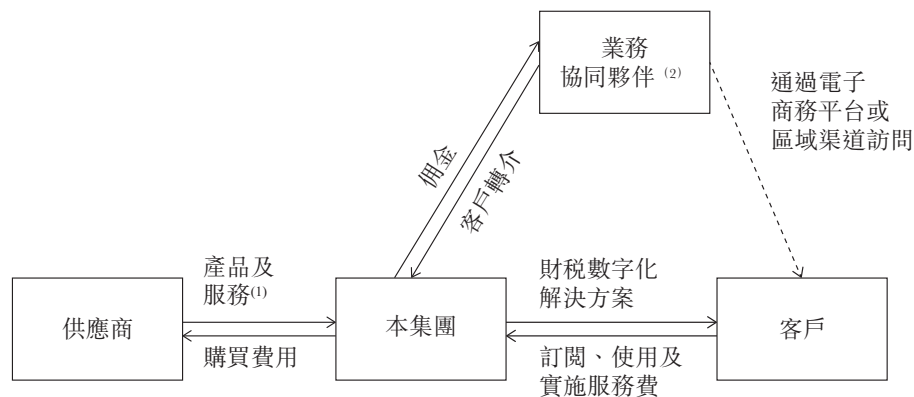 業務
協同夥伴 (2)
通過電子
商務平台或
區域渠道訪問
佣金
客戶轉介
產品及
服務(1)
財稅數字化
解決方案
供應商
本集團
客戶
購買費用
訂閱、使用及
實施服務費